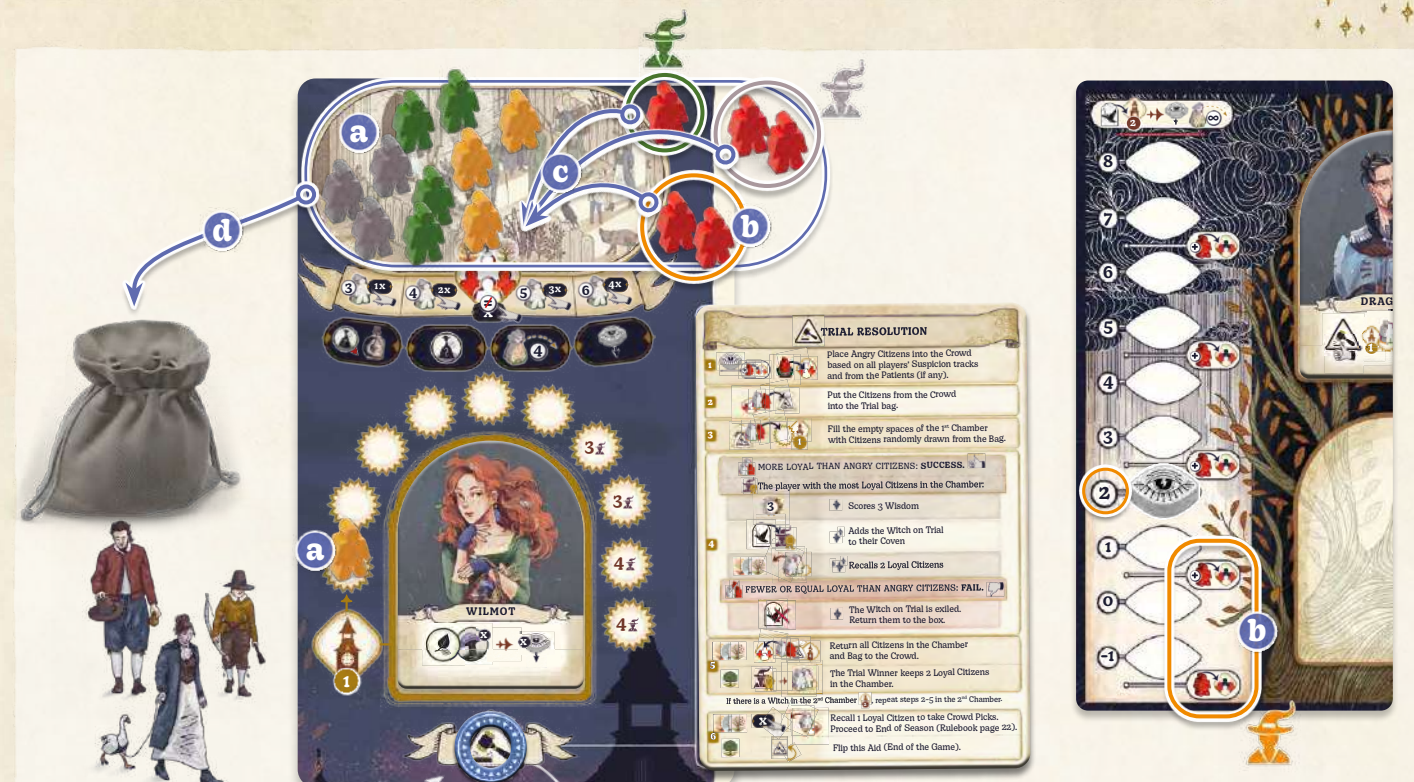 a
b
c
d
3 1x
4 2x
5 3x
6 4x
4
3
3
4
4
a
WILMOT
x x
1
TRIAL RESOLUTION
1
Place Angry Citizens into the Crowd
based on all players' Suspicion tracks
and from the Patients (if any).
2
Put the Citizens from the Crowd
into the Trial bag.
3
1
Fill the empty spaces of the 1st Chamber
with Citizens randomly drawn from the Bag.
4
MORE LOYAL THAN ANGRY CITIZENS: SUCCESS.
The player with the most Loyal Citizens in the Chamber:
3
Scores 3 Wisdom
Adds the Witch on Trial
to their Coven
Recalls 2 Loyal Citizens
FEWER OR EQUAL LOYAL THAN ANGRY CITIZENS: FAIL.
The Witch on Trial is exiled.
Return them to the box.
5
Return all Citizens in the Chamber
and Bag to the Crowd.
The Trial Winner keeps 2 Loyal Citizens
in the Chamber.
If there is a Witch in the 2nd Chamber , repeat steps 2-5 in the 2nd Chamber.
6
X
Recall 1 Loyal Citizen to take Crowd Picks.
Proceed to End of Season (Rulebook page 22).
Flip this Aid (End of the Game).
2 ∞
8
7
6
5
4
3
2
1
0
-1
b
DRAG
1